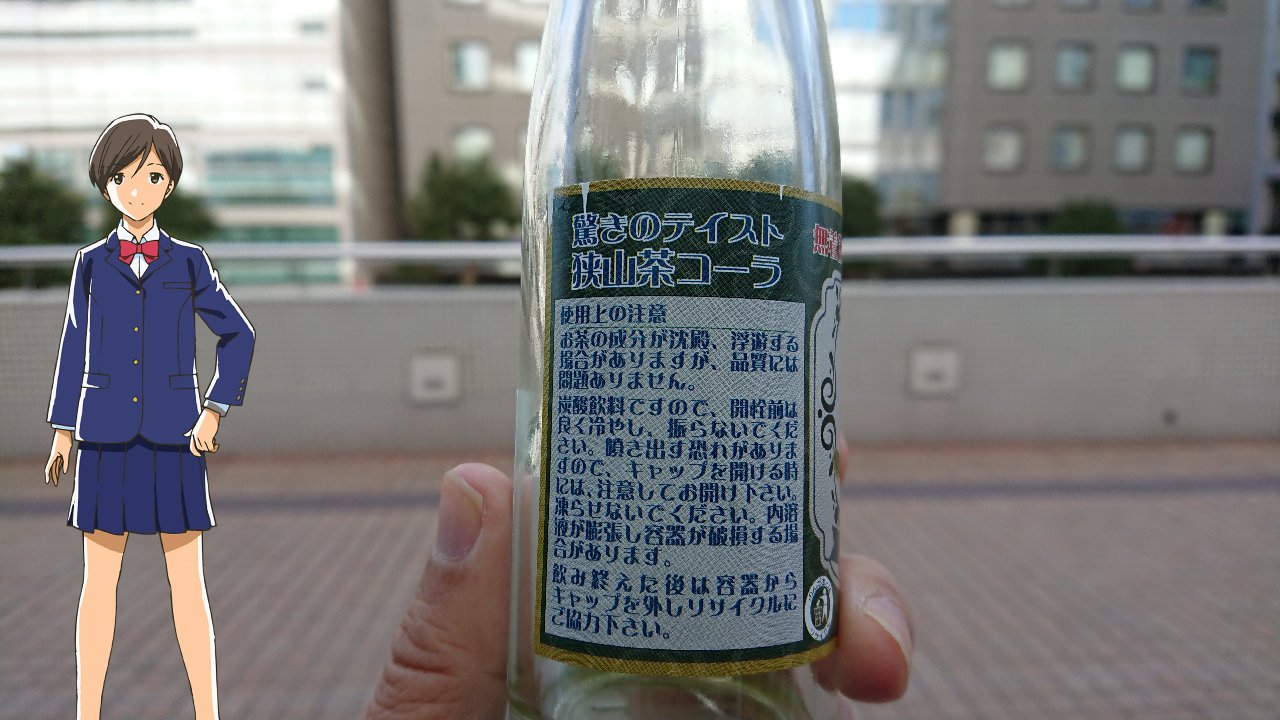 驚きのテイスト
狭山茶コーラ
使用上の注意
お茶の成分が沈殿、浮遊する
場合がありますが、品質には
問題ありません。
炭酸飲料ですので、開栓前は
良く冷やし、振らないでくだ
さい。噴き出す恐れがありま
すので、キャップを開ける時
には、注意してお開け下さい。
凍らせないでください。内溶
液が膨張し容器が破損する場
合があります。
飲み終えた後は容器から
キャップを外しリサイクルに
ご協力下さい。
無